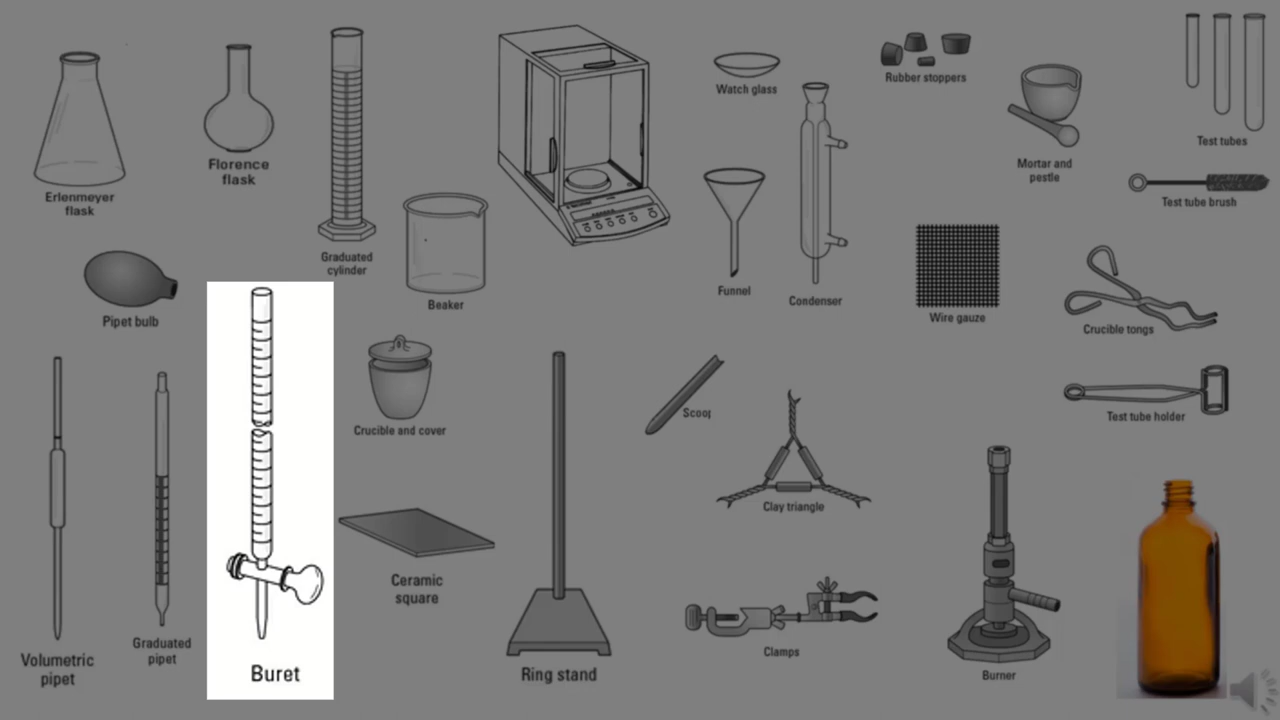 Erlenmeyer
flask
Florence
flask
Graduated
cylinder
Beaker
Watch glass
Rubber stoppers
Mortar and
pestle
Test tubes
Test tube brush
Pipet bulb
Funnel
Condenser
Wire gauze
Crucible tongs
Crucible and cover
Scoop
Test tube holder
Clay triangle
Volumetric
pipet
Graduated
pipet
Buret
Ceramic
square
Ring stand
Clamps
Burner